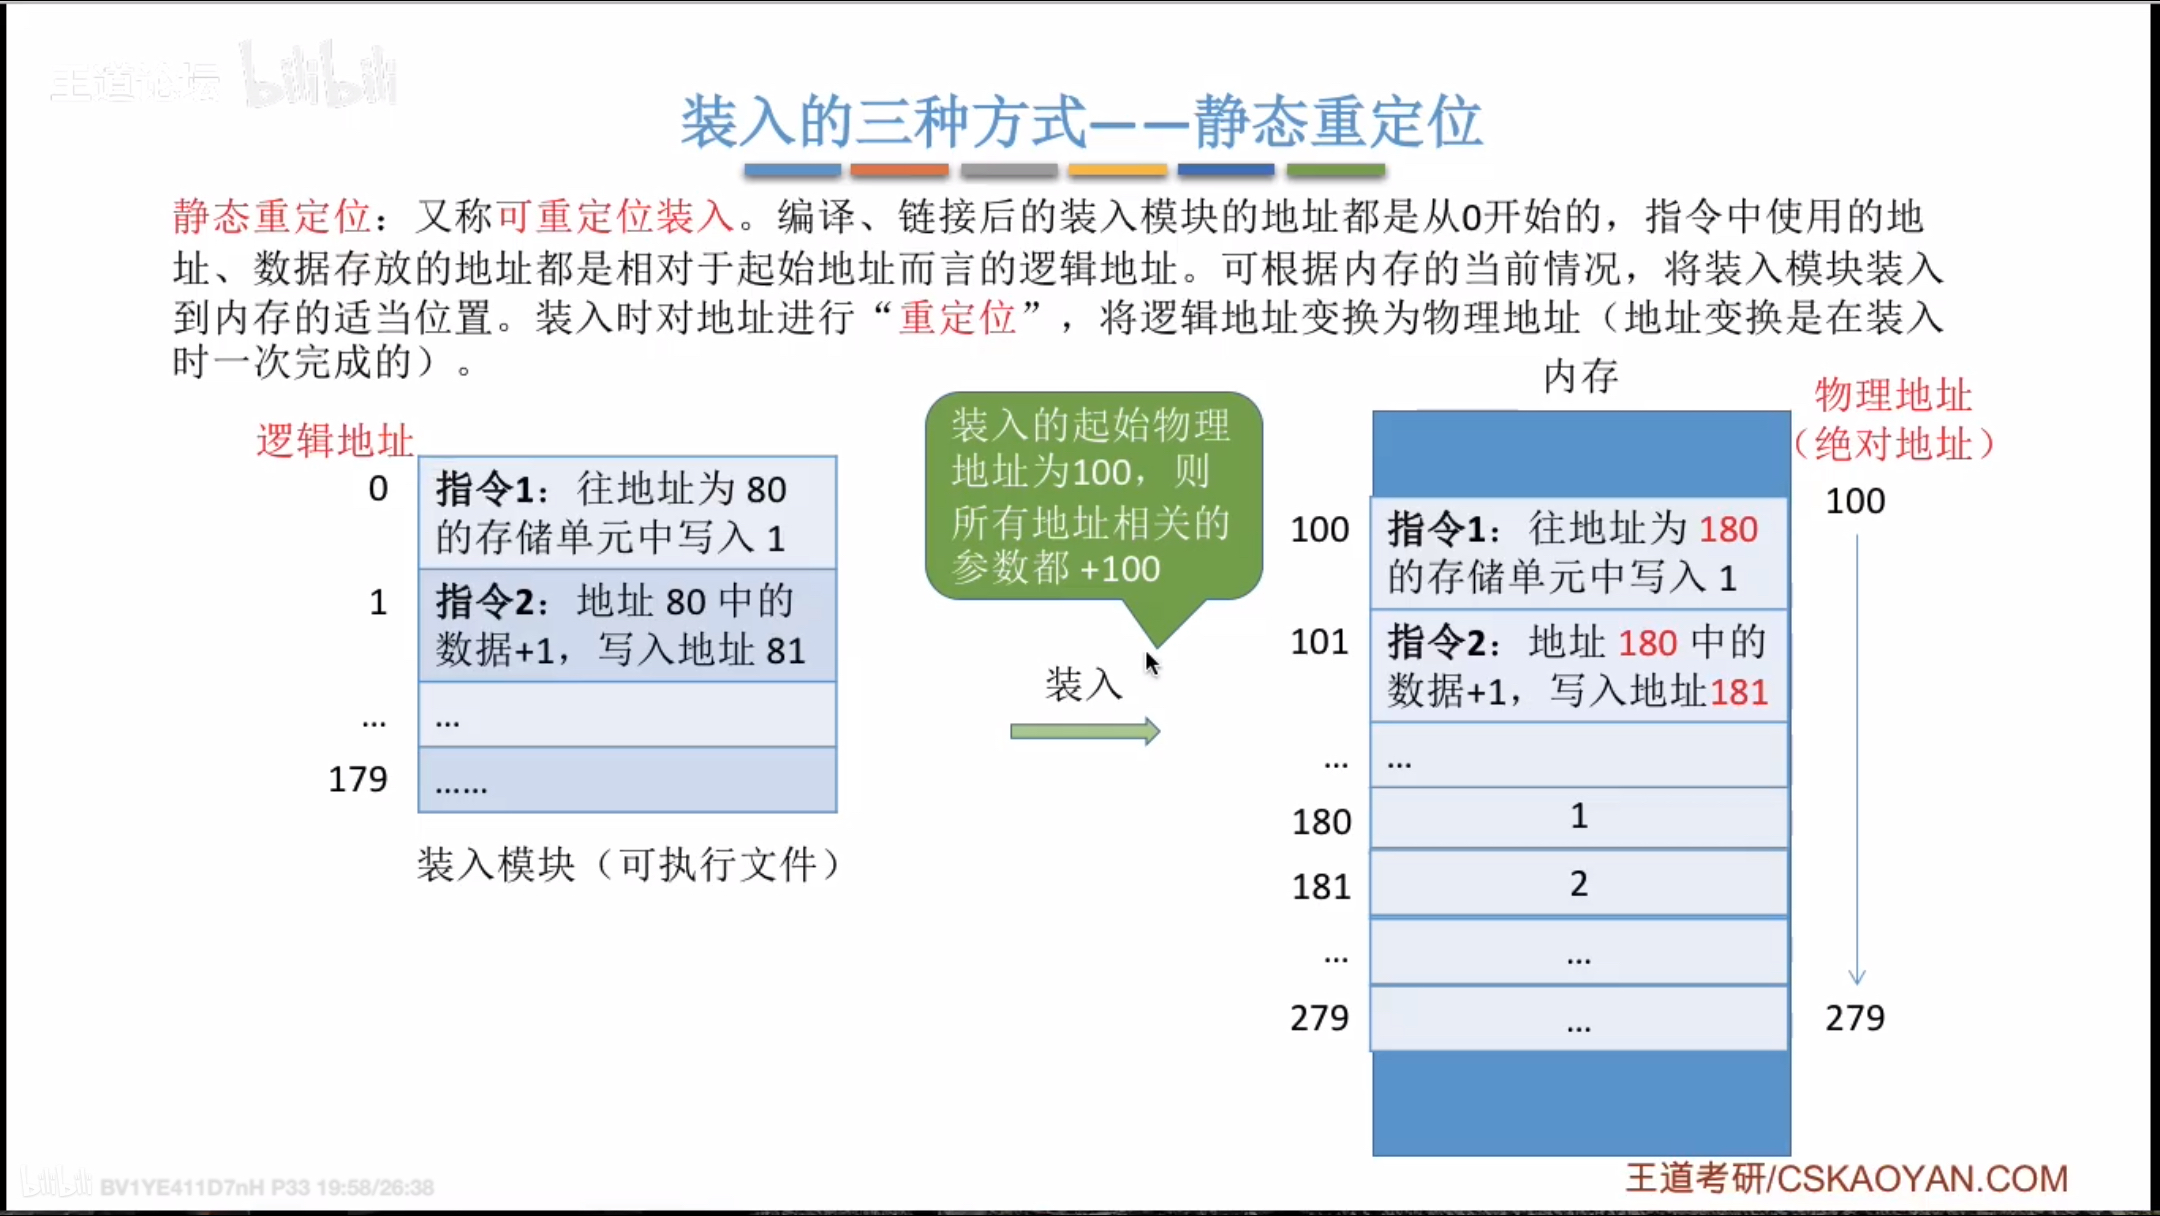 王道论坛 bilibili
装入的三种方式——静态重定位
静态重定位：又称可重定位装入。编译、链接后的装入模块的地址都是从0开始的，指令中使用的地
址、数据存放的地址都是相对于起始地址而言的逻辑地址。可根据内存的当前情况，将装入模块装入
到内存的适当位置。装入时对地址进行“重定位”，将逻辑地址变换为物理地址（地址变换是在装入
时一次完成的）。
逻辑地址
0
指令1：往地址为 80
的存储单元中写入 1
1
指令2：地址 80 中的
数据+1，写入地址 81
...
...
179
......
装入模块（可执行文件）
装入的起始物理
地址为100，则
所有地址相关的
参数都 +100
装入
内存
物理地址
（绝对地址）
100
100
指令1：往地址为 180
的存储单元中写入 1
101
指令2：地址 180 中的
数据+1，写入地址181
...
...
180
1
181
2
...
...
279
...
279
bilibili BV1YE411D7nH P33 19:58/26:38
王道考研/CSKAOYAN.COM